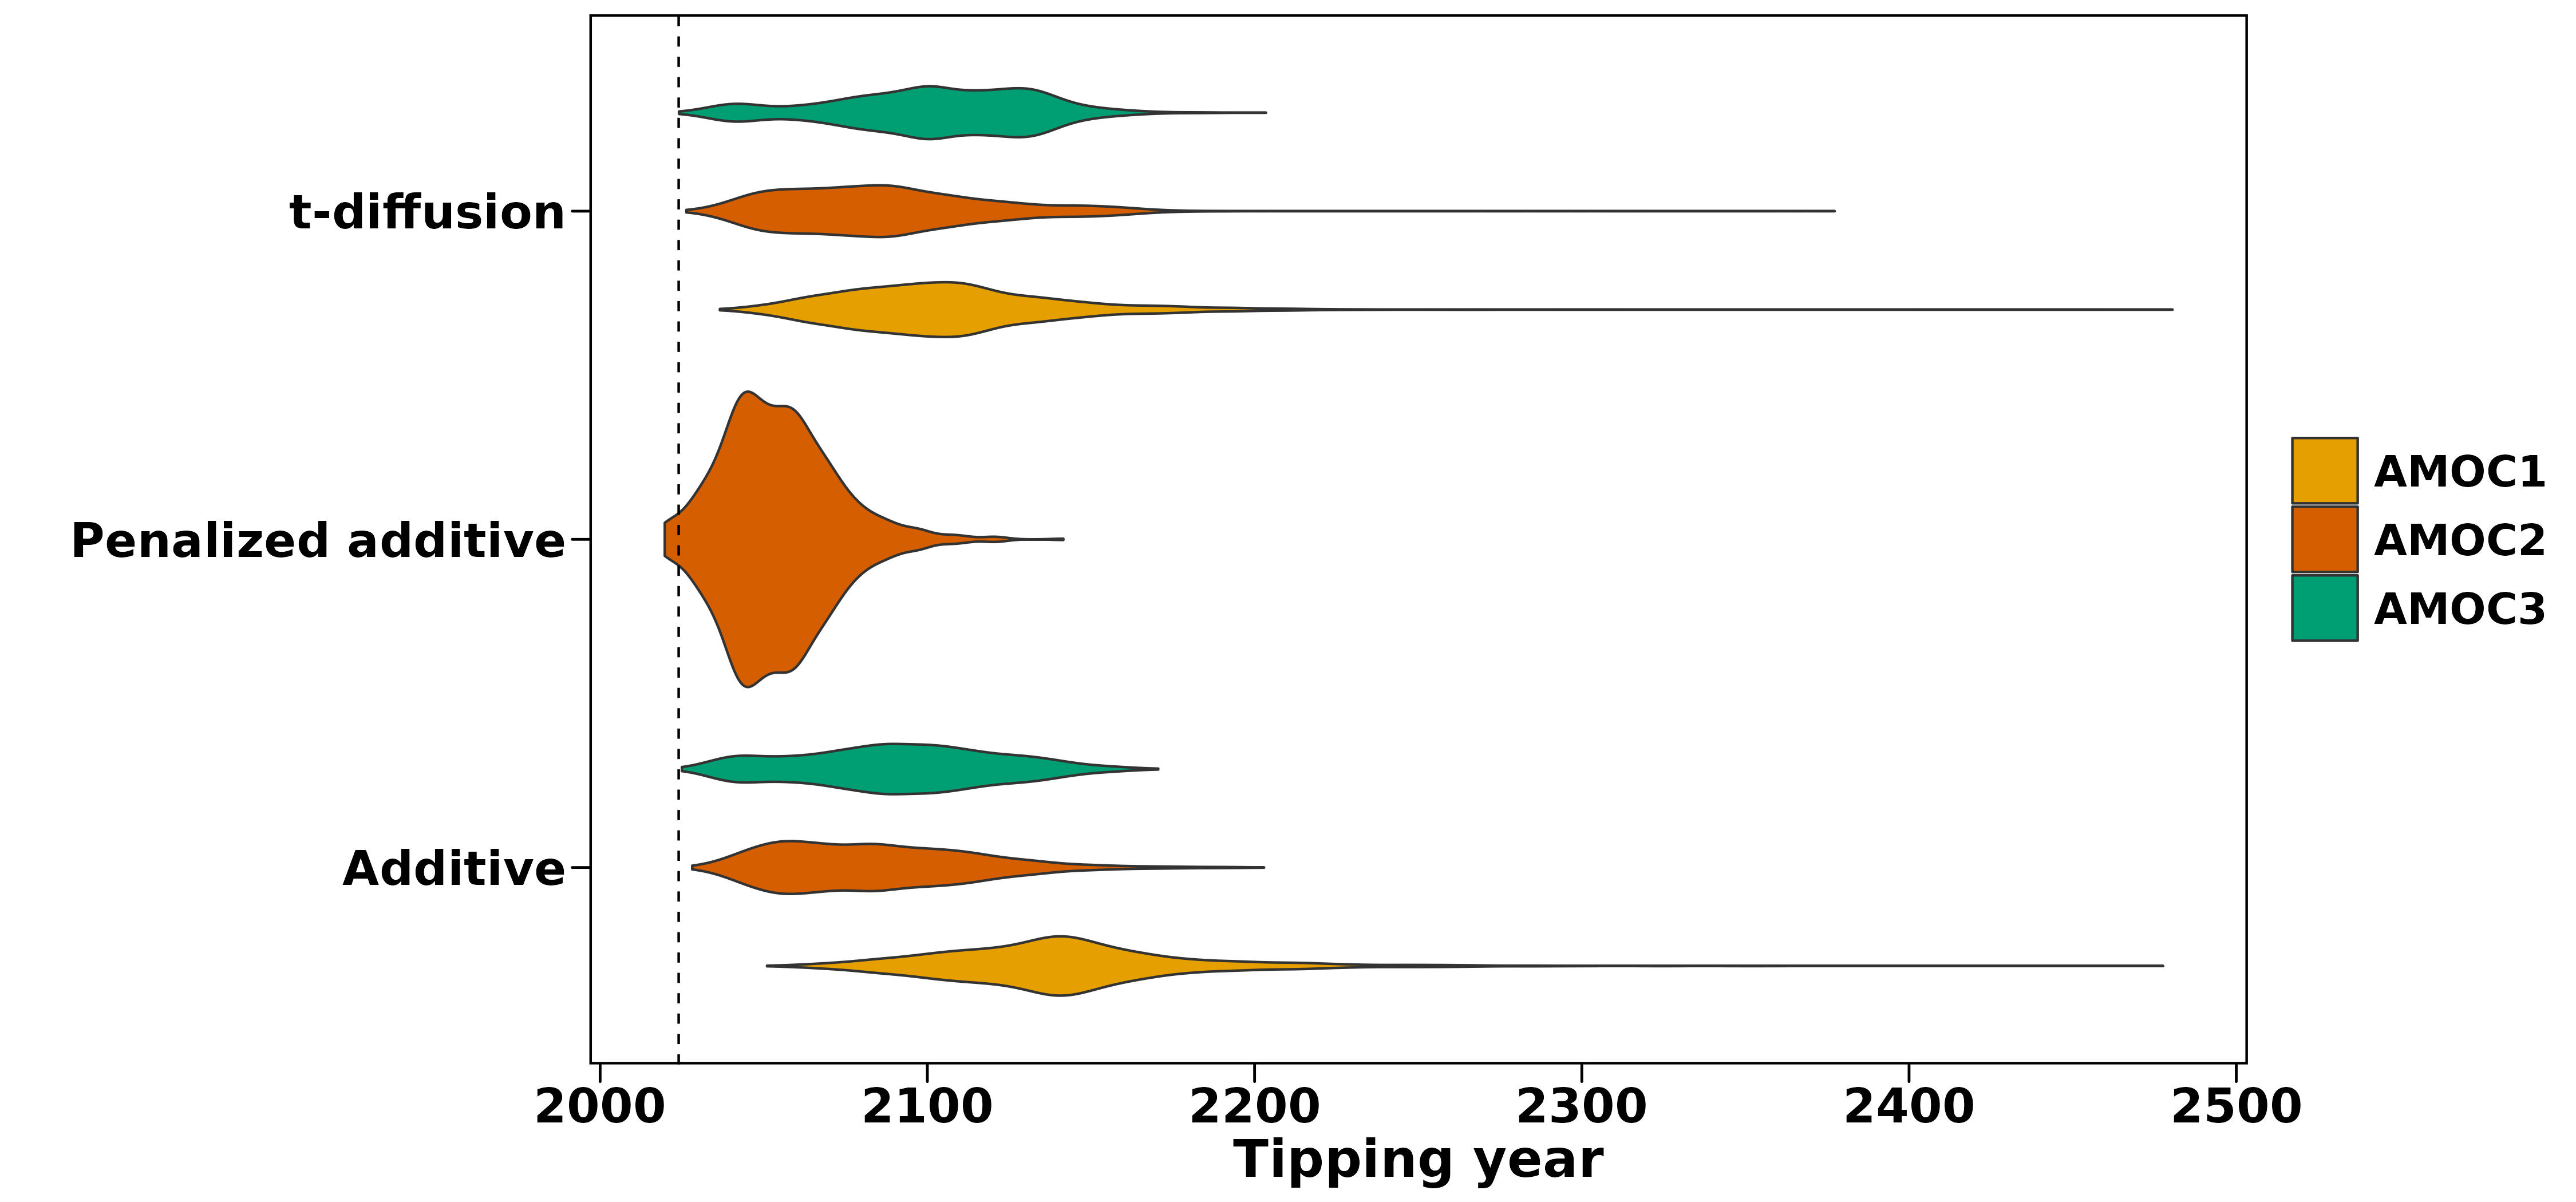 t-diffusion
Penalized additive
Additive
2000 2100 2200 2300 2400 2500
Tipping year
AMOC1
AMOC2
AMOC3